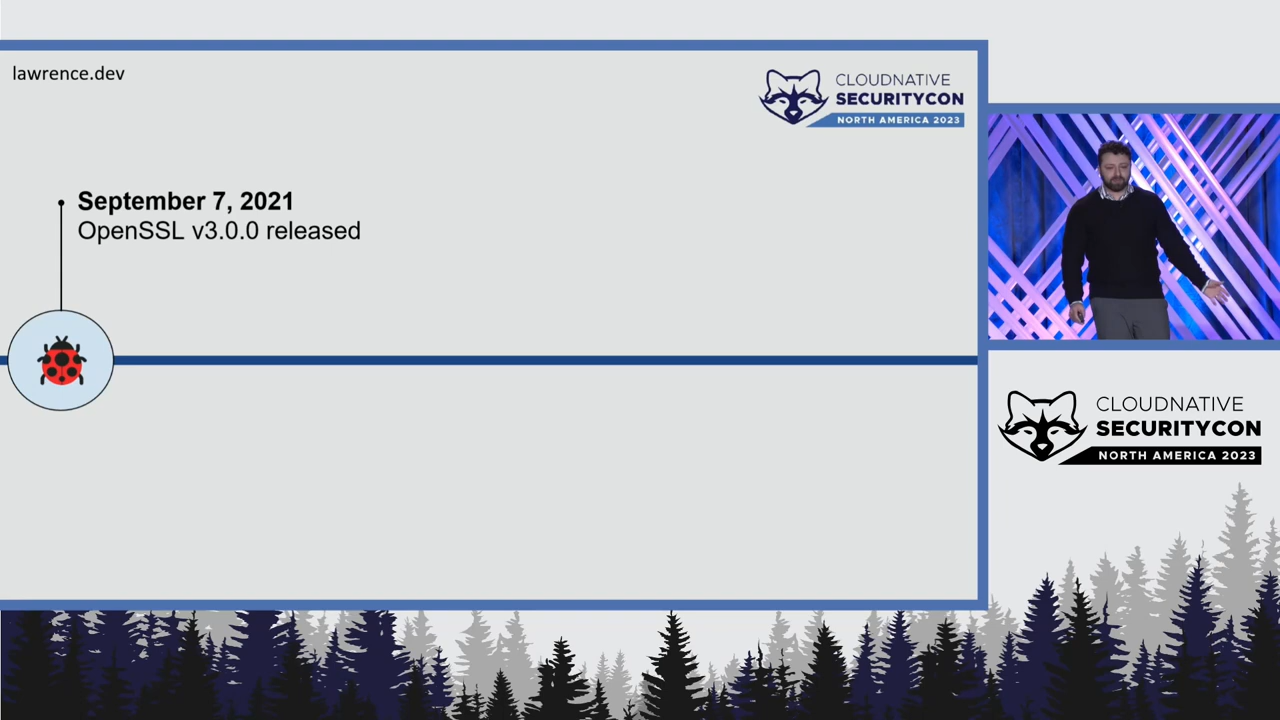 lawrence.dev
CLOUDNATIVE
SECURITYCON
NORTH AMERICA 2023
September 7, 2021
OpenSSL v3.0.0 released
CLOUDNATIVE
SECURITYCON
NORTH AMERICA 2023